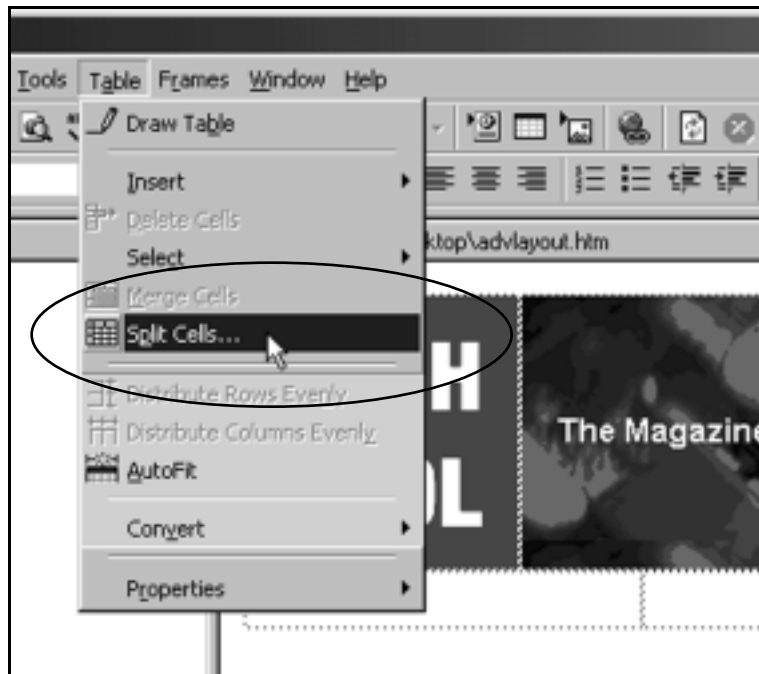 Tools Table Frames Window Help
Draw Table
Insert
Delete Cells
Select
ktop\advlayout.htm
Merge Cells
Split Cells...
H
Distribute Rows Evenly
The Magazine
Distribute Columns Evenly
AutoFit
OL
Convert
Properties